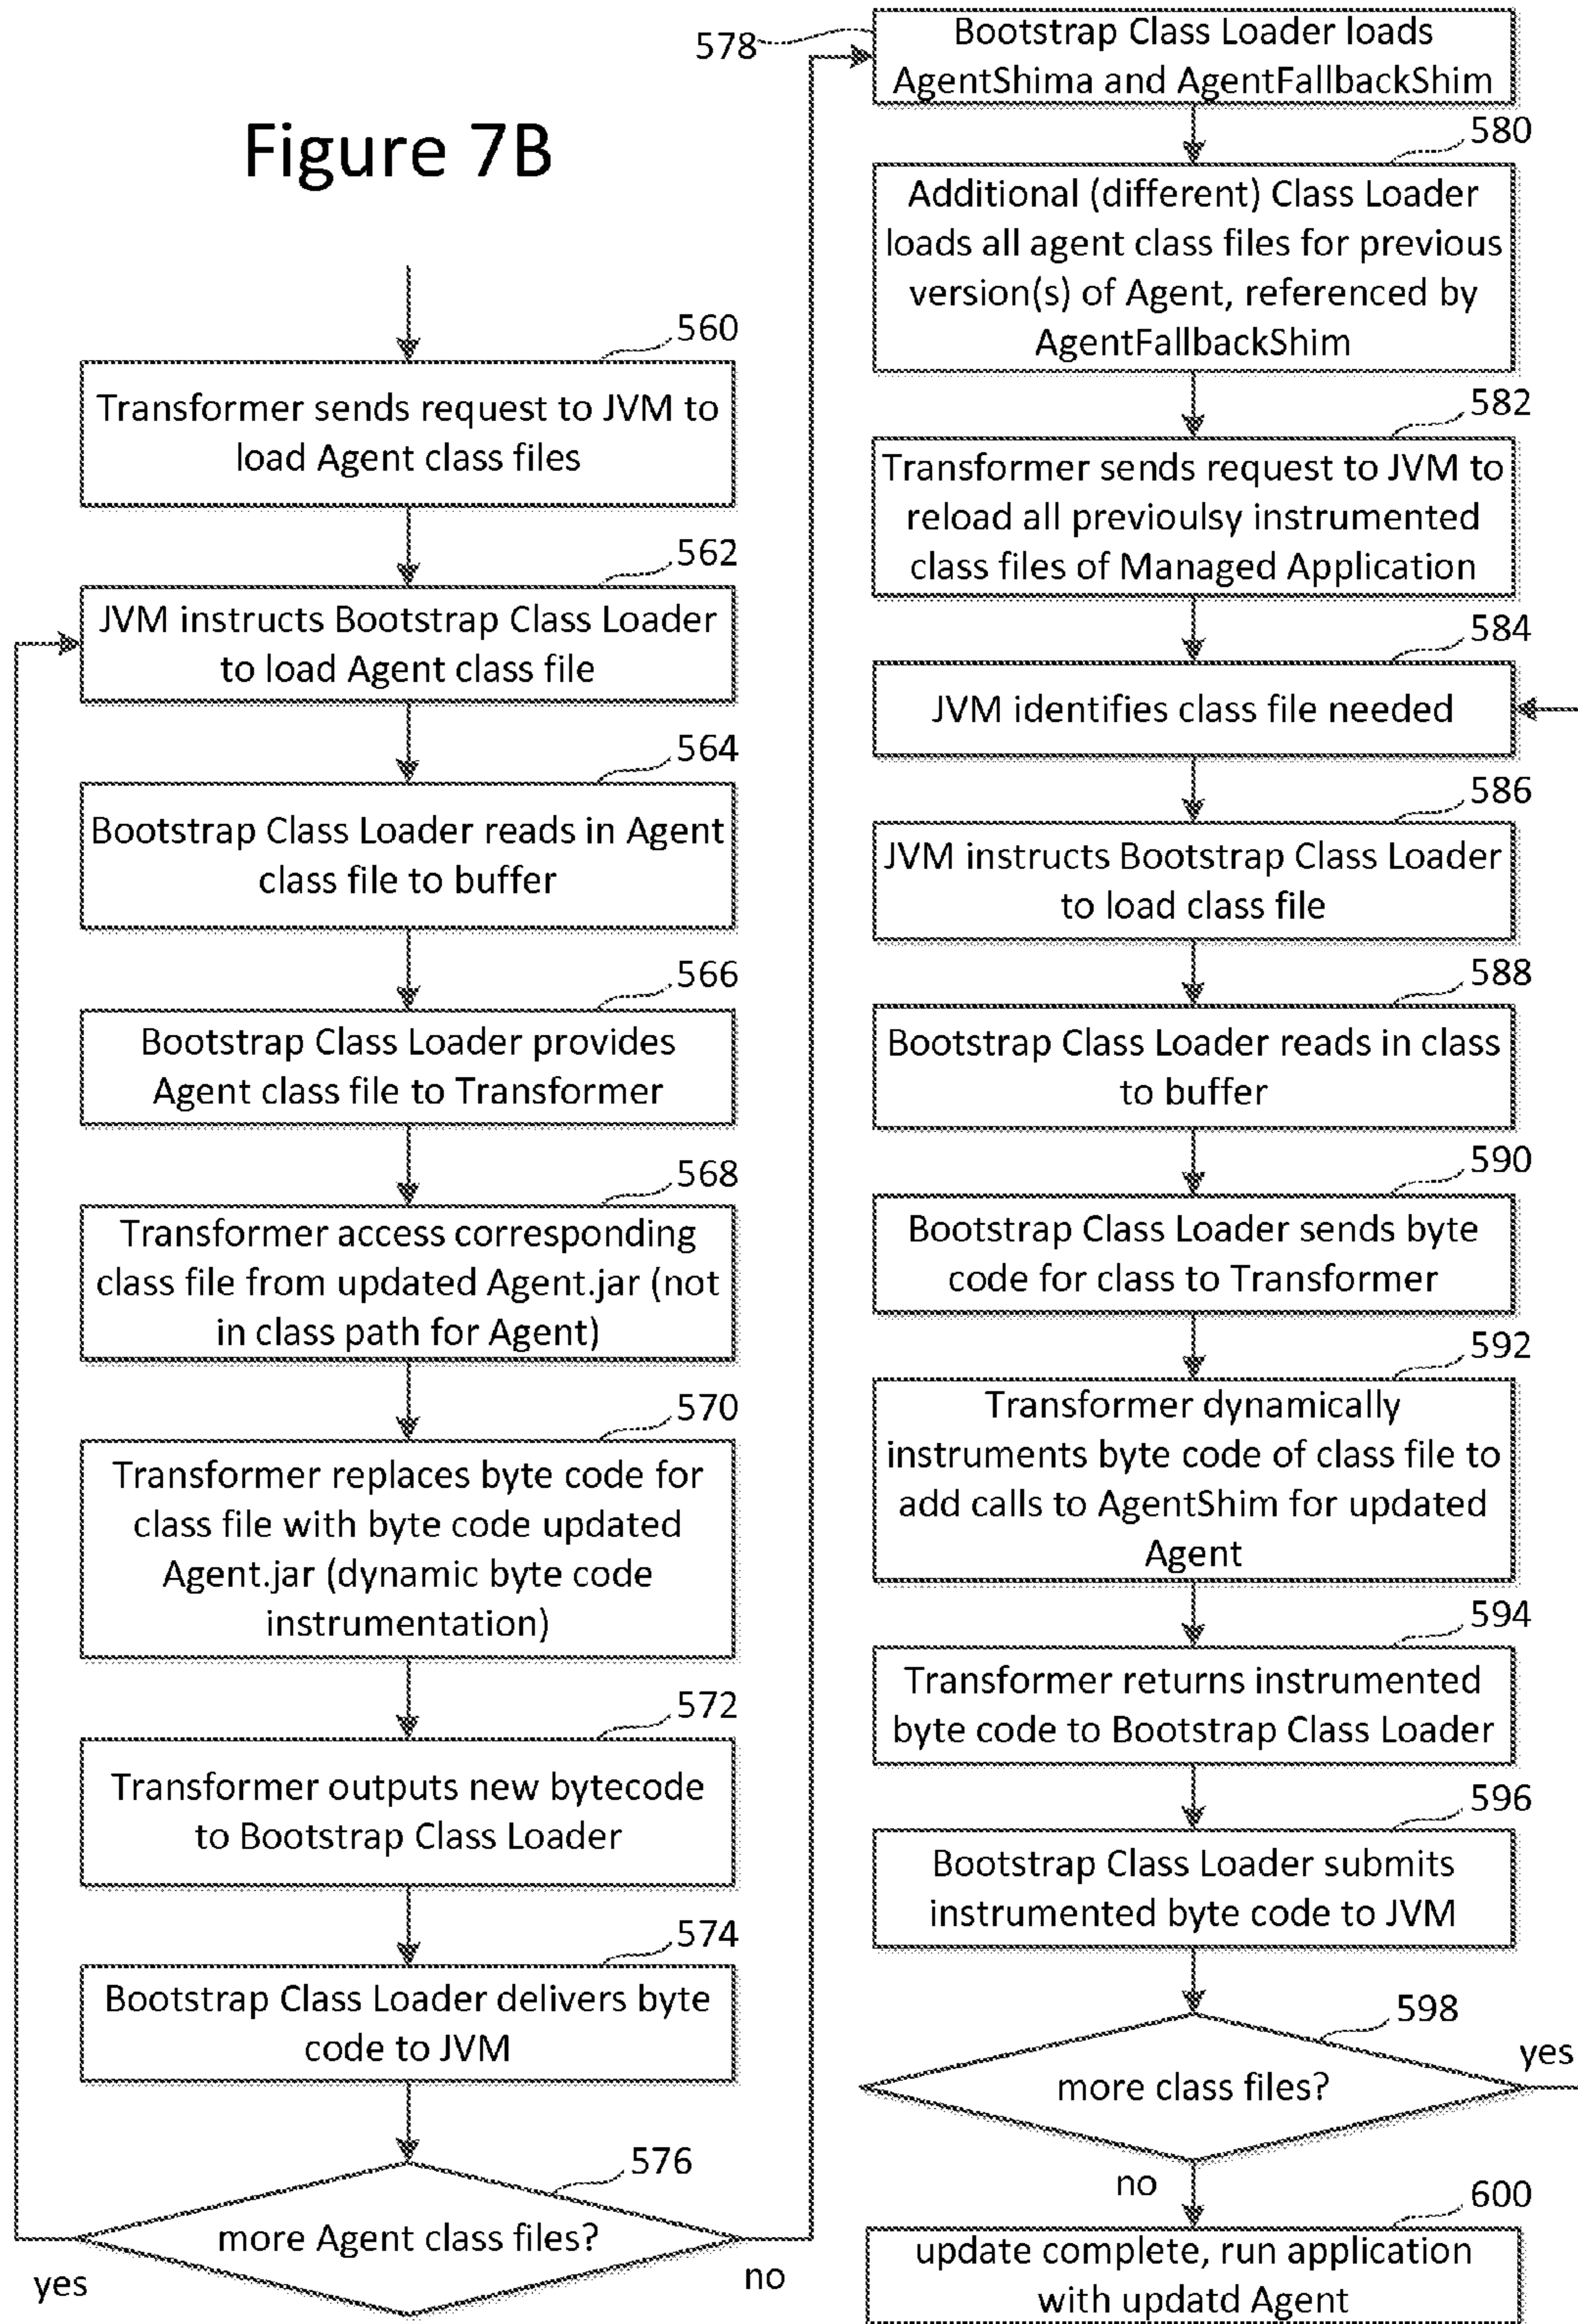 Figure 7B
560
Transformer sends request to JVM to
load Agent class files
562
JVM instructs Bootstrap Class Loader
to load Agent class file
564
Bootstrap Class Loader reads in Agent
class file to buffer
566
Bootstrap Class Loader provides
Agent class file to Transformer
568
Transformer access corresponding
class file from updated Agent.jar (not
in class path for Agent)
570
Transformer replaces byte code for
class file with byte code updated
Agent.jar (dynamic byte code
instrumentation)
572
Transformer outputs new bytecode
to Bootstrap Class Loader
574
Bootstrap Class Loader delivers byte
code to JVM
576
more Agent class files?
yes
no
578
Bootstrap Class Loader loads
AgentShima and AgentFallbackShim
580
Additional (different) Class Loader
loads all agent class files for previous
version(s) of Agent, referenced by
AgentFallbackShim
582
Transformer sends request to JVM to
reload all previoulsy instrumented
class files of Managed Application
584
JVM identifies class file needed
586
JVM instructs Bootstrap Class Loader
to load class file
588
Bootstrap Class Loader reads in class
to buffer
590
Bootstrap Class Loader sends byte
code for class to Transformer
592
Transformer dynamically
instruments byte code of class file to
add calls to AgentShim for updated
Agent
594
Transformer returns instrumented
byte code to Bootstrap Class Loader
596
Bootstrap Class Loader submits
instrumented byte code to JVM
598
more class files?
yes
no
600
update complete, run application
with updatd Agent